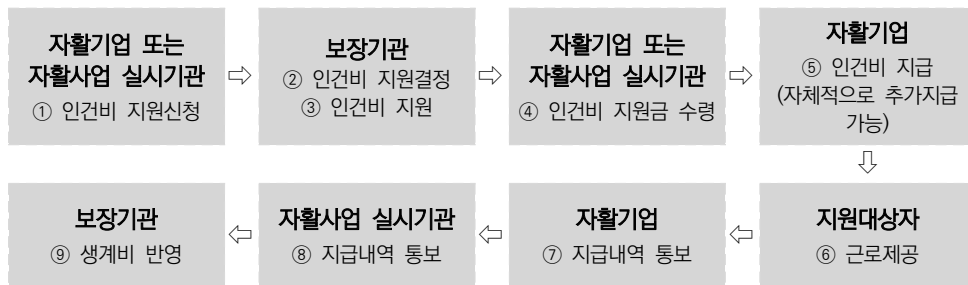 자활기업 또는
자활사업 실시기관
① 인건비 지원신청
⇨
보장기관
② 인건비 지원결정
③ 인건비 지원
⇨
자활기업 또는
자활사업 실시기관
④ 인건비 지원금 수령
⇨
자활기업
⑤ 인건비 지급
(자체적으로 추가지급
가능)
⇩
보장기관
⑨ 생계비 반영
⇦
자활사업 실시기관
⑧ 지급내역 통보
⇦
자활기업
⑦ 지급내역 통보
⇦
지원대상자
⑥ 근로제공